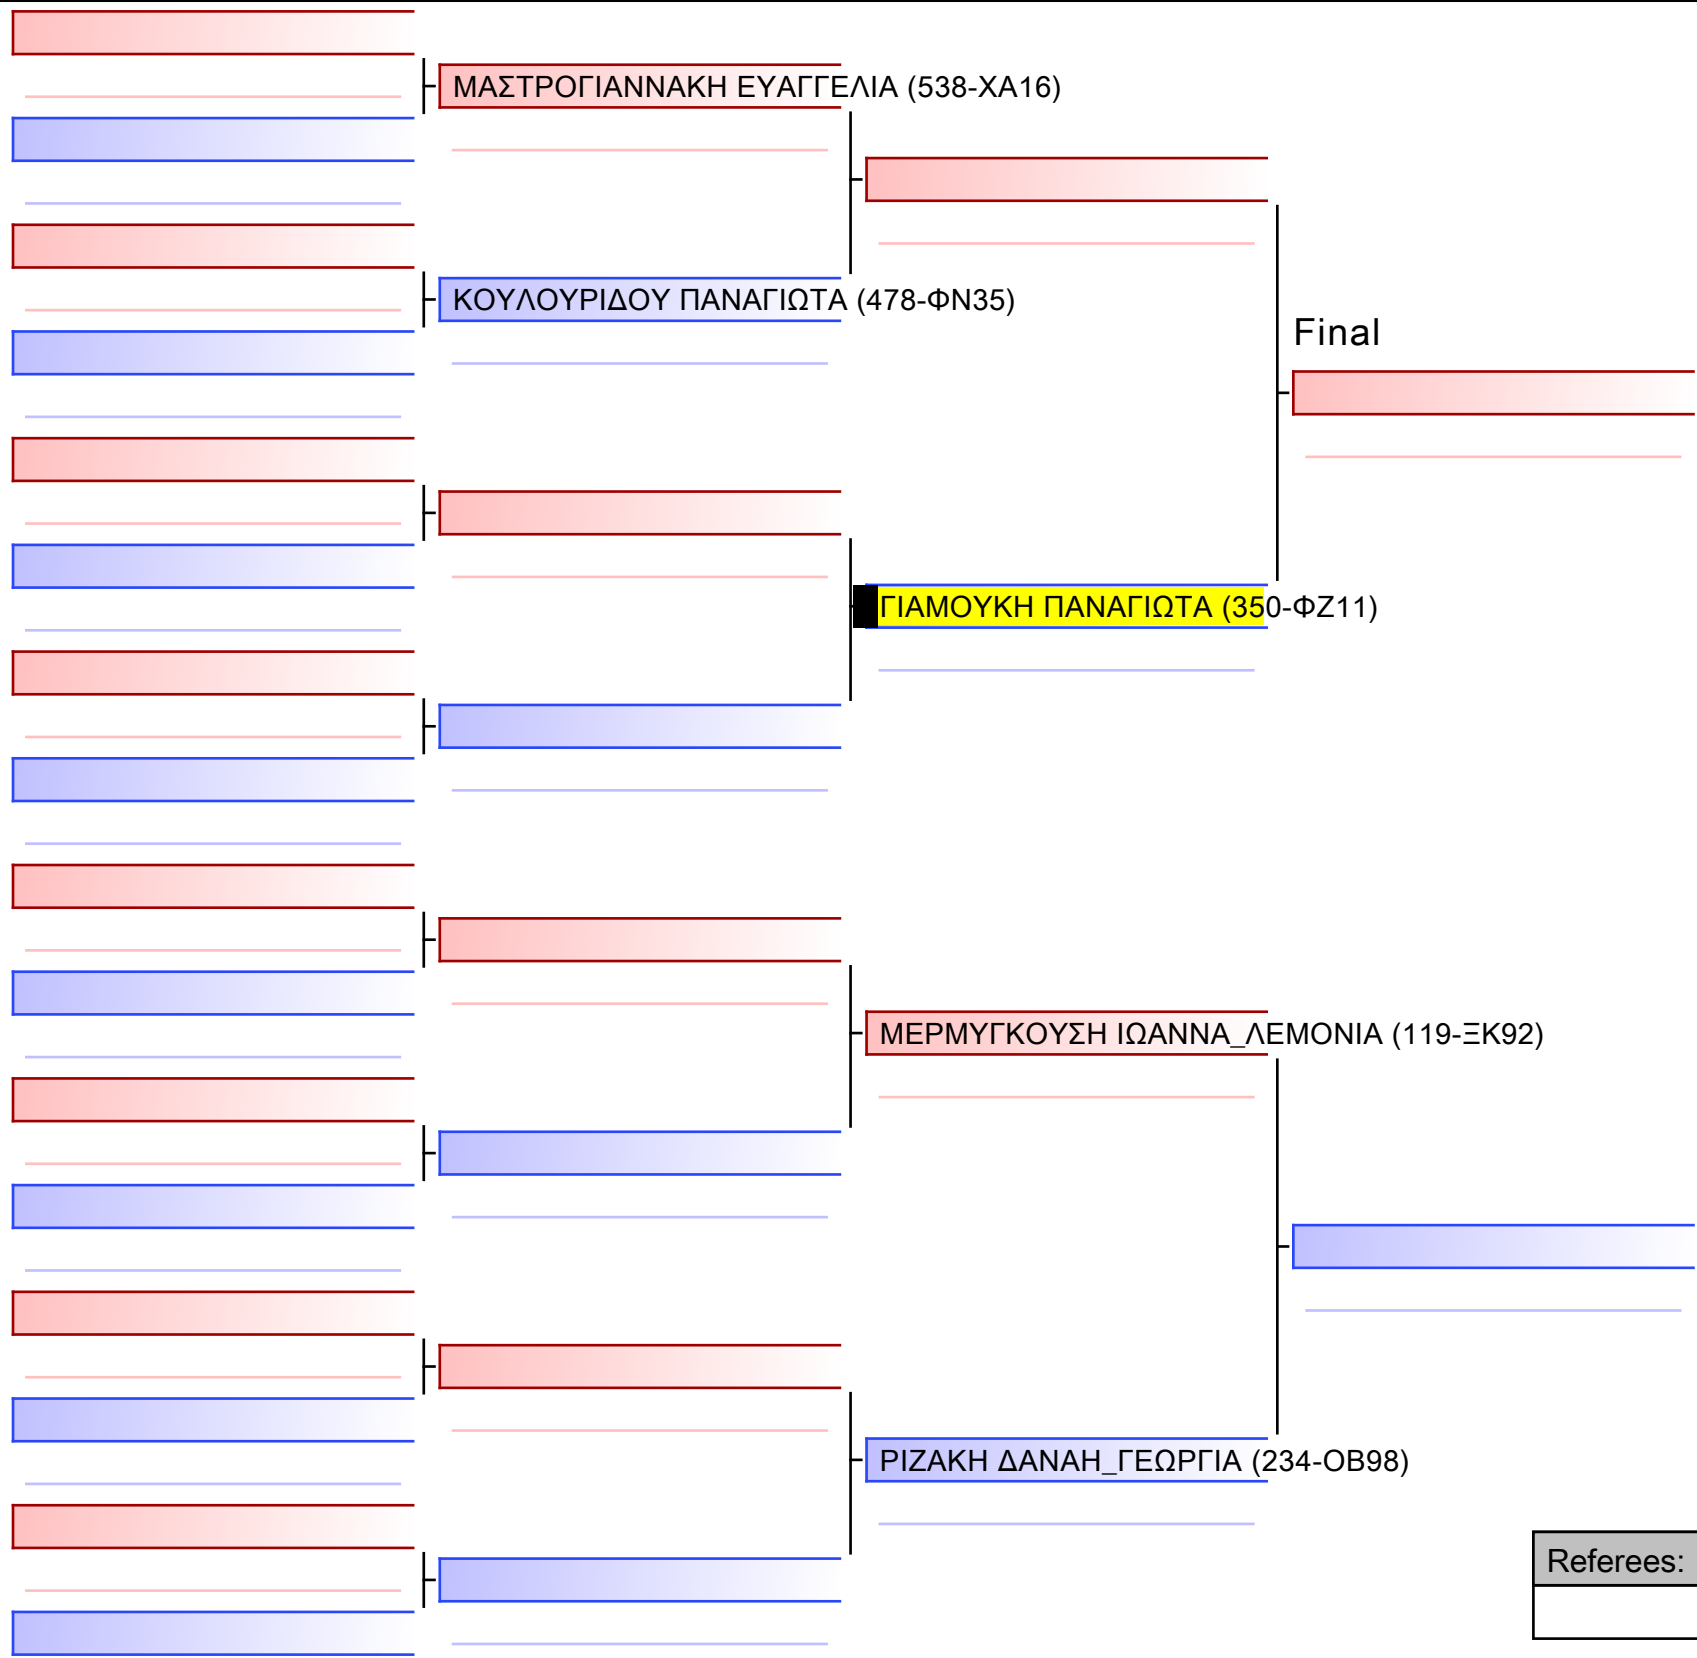 ΜΑΣΤΡΟΓΙΑΝΝΑΚΗ ΕΥΑΓΓΕΛΙΑ (538-ΧΑ16)
ΚΟΥΛΟΥΡΙΔΟΥ ΠΑΝΑΓΙΩΤΑ (478-ΦΝ35)
Final
ΓΙΑΜΟΥΚΗ ΠΑΝΑΓΙΩΤΑ (350-ΦΖ11)
ΜΕΡΜΥΓΚΟΥΣΗ ΙΩΑΝΝΑ_ΛΕΜΟΝΙΑ (119-ΞΚ92)
ΡΙΖΑΚΗ ΔΑΝΑΗ_ΓΕΩΡΓΙΑ (234-ΟΒ98)
Referees: